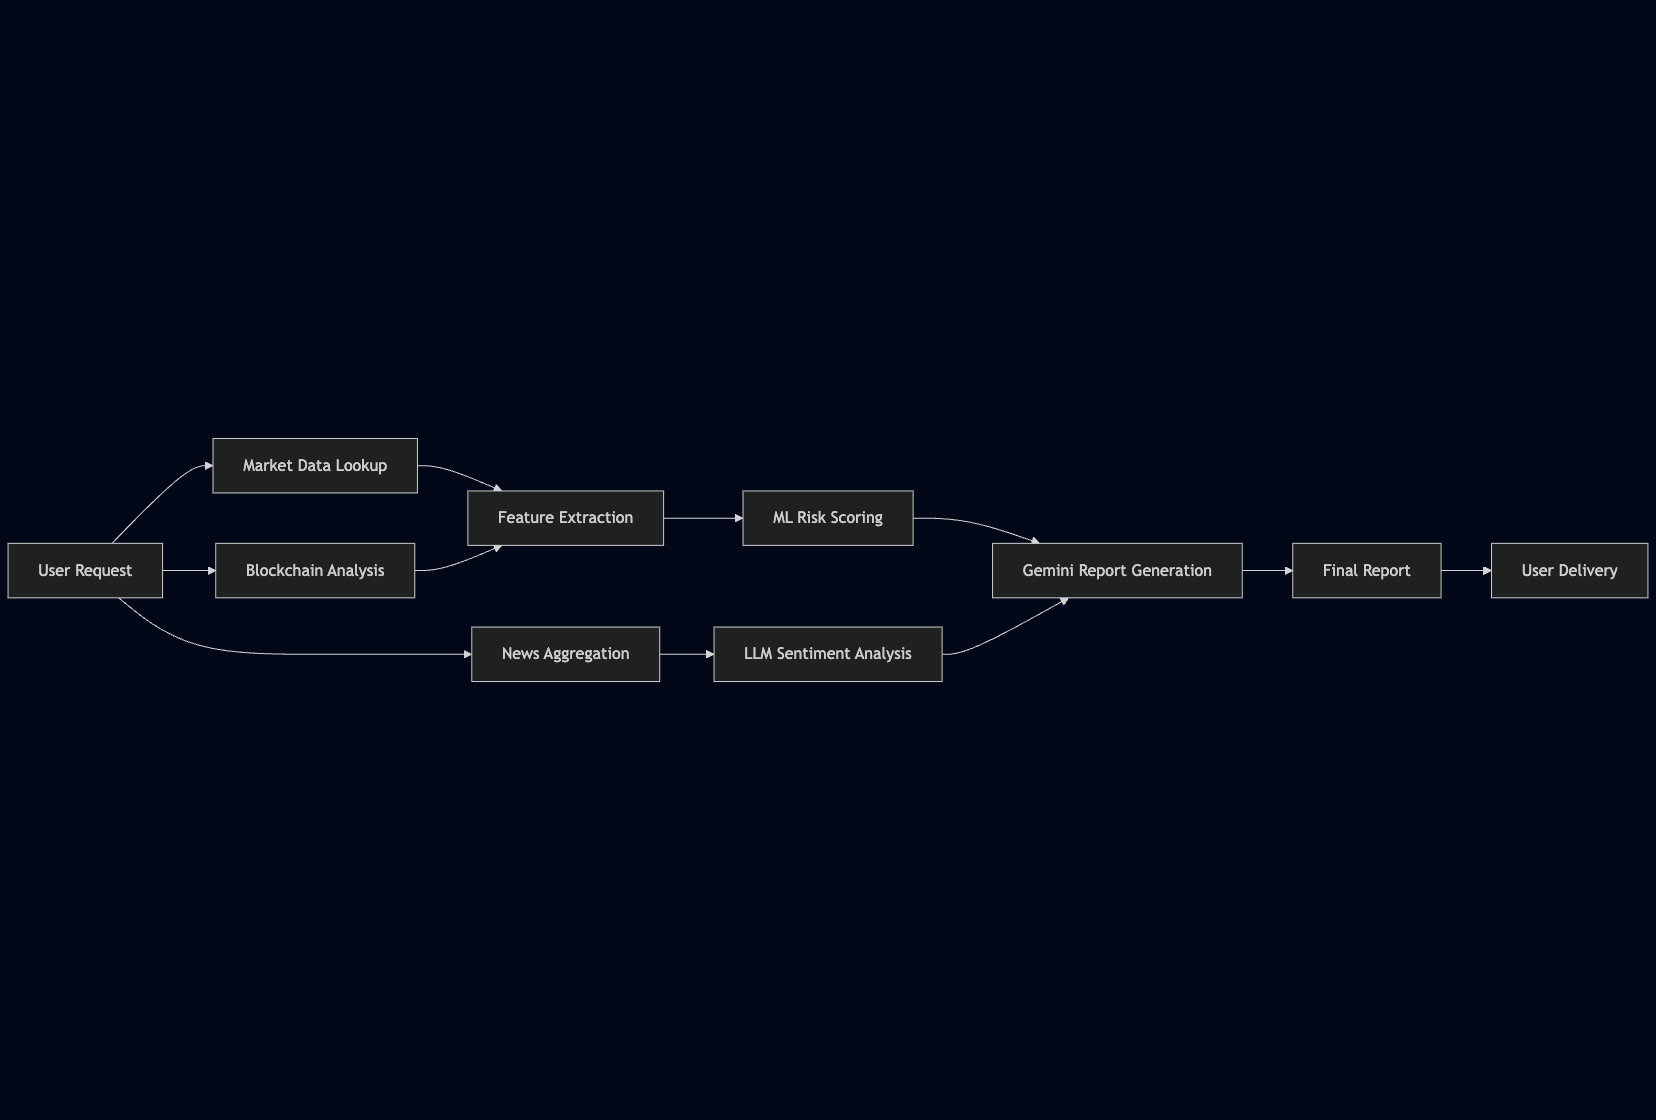 Market Data Lookup
Feature Extraction
ML Risk Scoring
User Request
Blockchain Analysis
Gemini Report Generation
Final Report
User Delivery
News Aggregation
LLM Sentiment Analysis